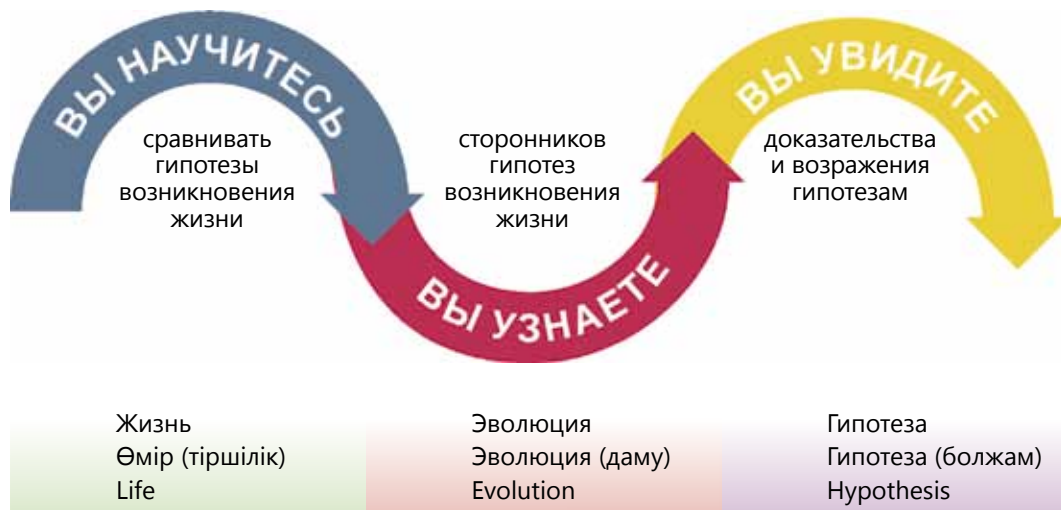 ВЫ НАУЧИТЕСЬ
сравнивать
гипотезы
возникновения
жизни
ВЫ УЗНАЕТЕ
сторонников
гипотез
возникновения
жизни
ВЫ УВИДИТЕ
доказательства
и возражения
гипотезам
Жизнь
Өмір (тіршілік)
Life
Эволюция
Эволюция (даму)
Evolution
Гипотеза
Гипотеза (болжам)
Hypothesis